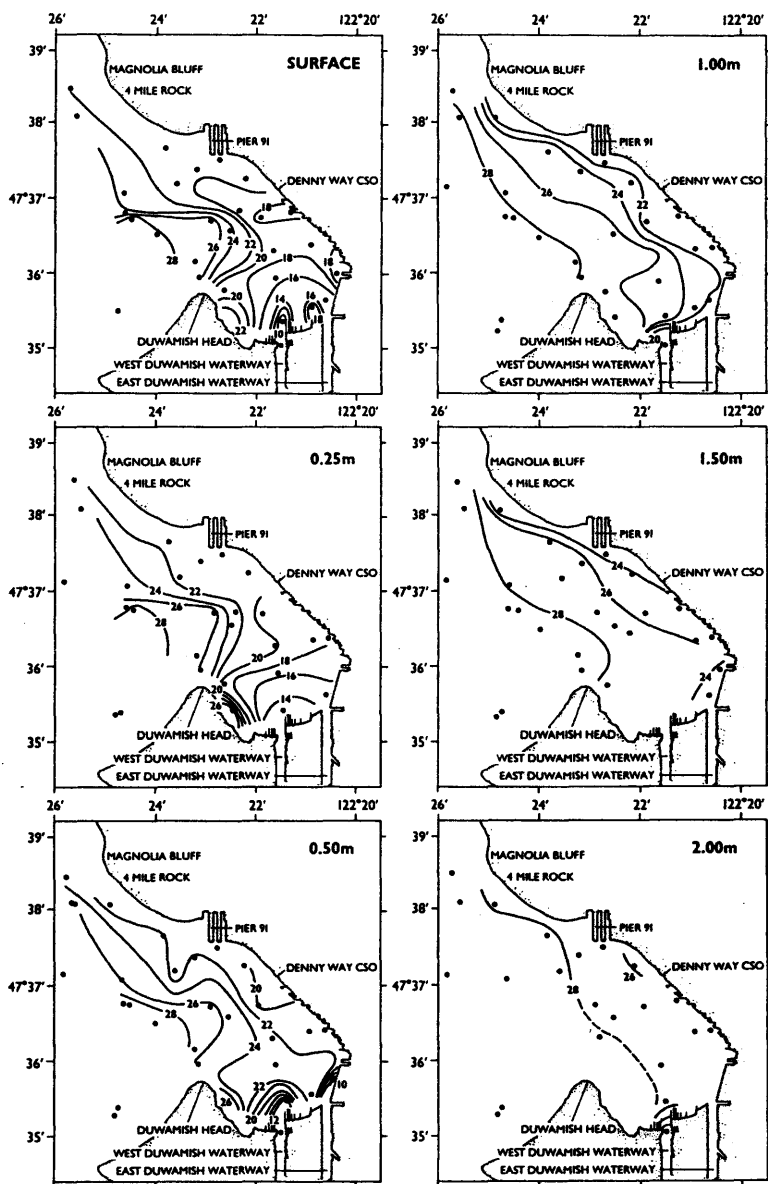 26' 24' 22' 122°20'
39'
MAGNOLIA BLUFF SURFACE
4 MILE ROCK
38'
PIER 91
DENNY WAY CSO
47°37'
18
26 24 22
28 20 18
36' 18
16
20 14 16
22 10 18
DUWAMISH HEAD
35'
WEST DUWAMISH WATERWAY
EAST DUWAMISH WATERWAY
26' 24' 22' 122°20'
39'
MAGNOLIA BLUFF 1.00m
4 MILE ROCK
38'
PIER 91
28 24 DENNY WAY CSO
47°37' 26 22
36'
20
DUWAMISH HEAD
35'
WEST DUWAMISH WATERWAY
EAST DUWAMISH WATERWAY
26' 24' 22' 122°20'
39'
MAGNOLIA BLUFF 0.25m
4 MILE ROCK
38'
PIER 91
DENNY WAY CSO
47°37' 24 22
26
28
20 18
36'
16
20
26 14
DUWAMISH HEAD
35'
WEST DUWAMISH WATERWAY
EAST DUWAMISH WATERWAY
26' 24' 22' 122°20'
39'
MAGNOLIA BLUFF 1.50m
4 MILE ROCK
38'
PIER 91
24
DENNY WAY CSO
47°37' 26
28
36'
24
DUWAMISH HEAD
35'
WEST DUWAMISH WATERWAY
EAST DUWAMISH WATERWAY
26' 24' 22' 122°20'
39'
MAGNOLIA BLUFF 0.50m
4 MILE ROCK
38'
PIER 91
DENNY WAY CSO
47°37' 20
26
28 22
24
36'
22 10
26 20 12
DUWAMISH HEAD
35'
WEST DUWAMISH WATERWAY
EAST DUWAMISH WATERWAY
26' 24' 22' 122°20'
39'
MAGNOLIA BLUFF 2.00m
4 MILE ROCK
38'
PIER 91
DENNY WAY CSO
26
47°37' 28
36'
DUWAMISH HEAD
35'
WEST DUWAMISH WATERWAY
EAST DUWAMISH WATERWAY